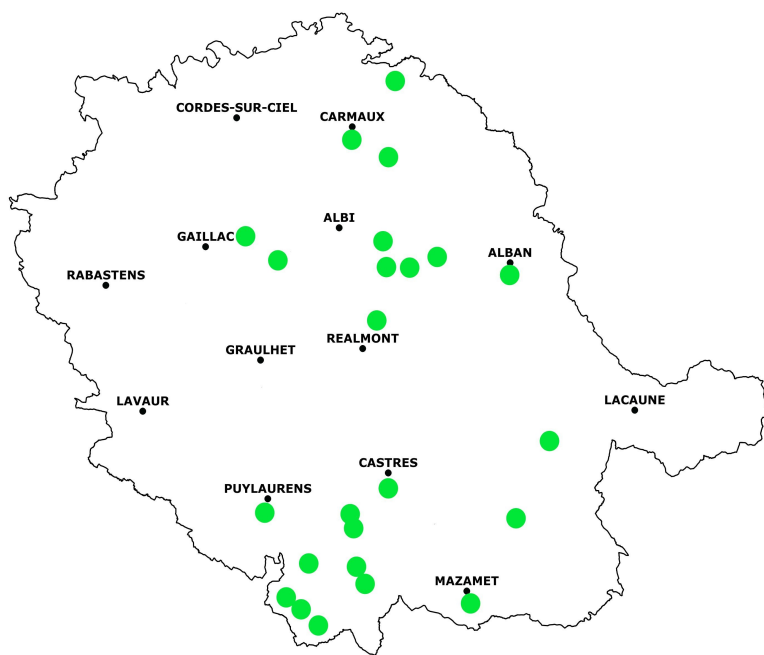 CORDES-SUR-CIEL
CARMAUX
ALBI
GAILLAC
ALBAN
RABASTENS
REALMONT
GRAULHET
LAVAUR
LACAUNE
CASTRES
PUYLAURENS
MAZAMET